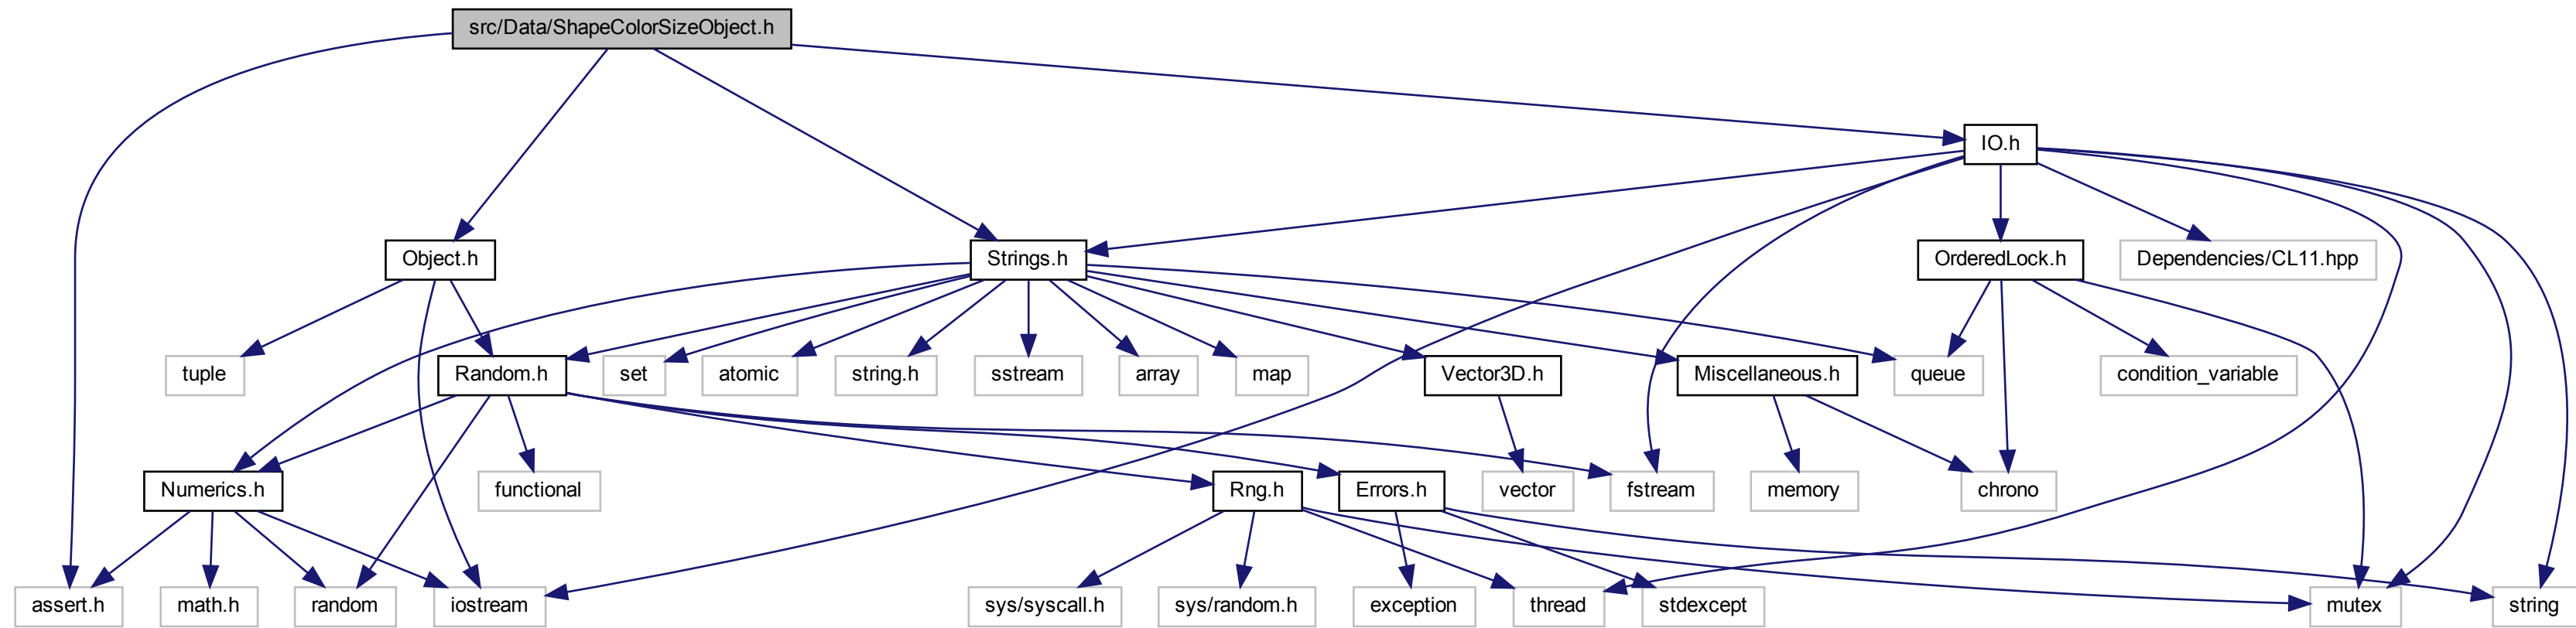 src/Data/ShapeColorSizeObject.h
IO.h
Object.h
Strings.h
OrderedLock.h
Dependencies/CL11.hpp
tuple
Random.h
set
atomic
string.h
sstream
array
map
Vector3D.h
Miscellaneous.h
queue
condition_variable
Numerics.h
functional
Rng.h
Errors.h
vector
fstream
memory
chrono
assert.h
math.h
random
iostream
sys/syscall.h
sys/random.h
exception
thread
stdexcept
mutex
string